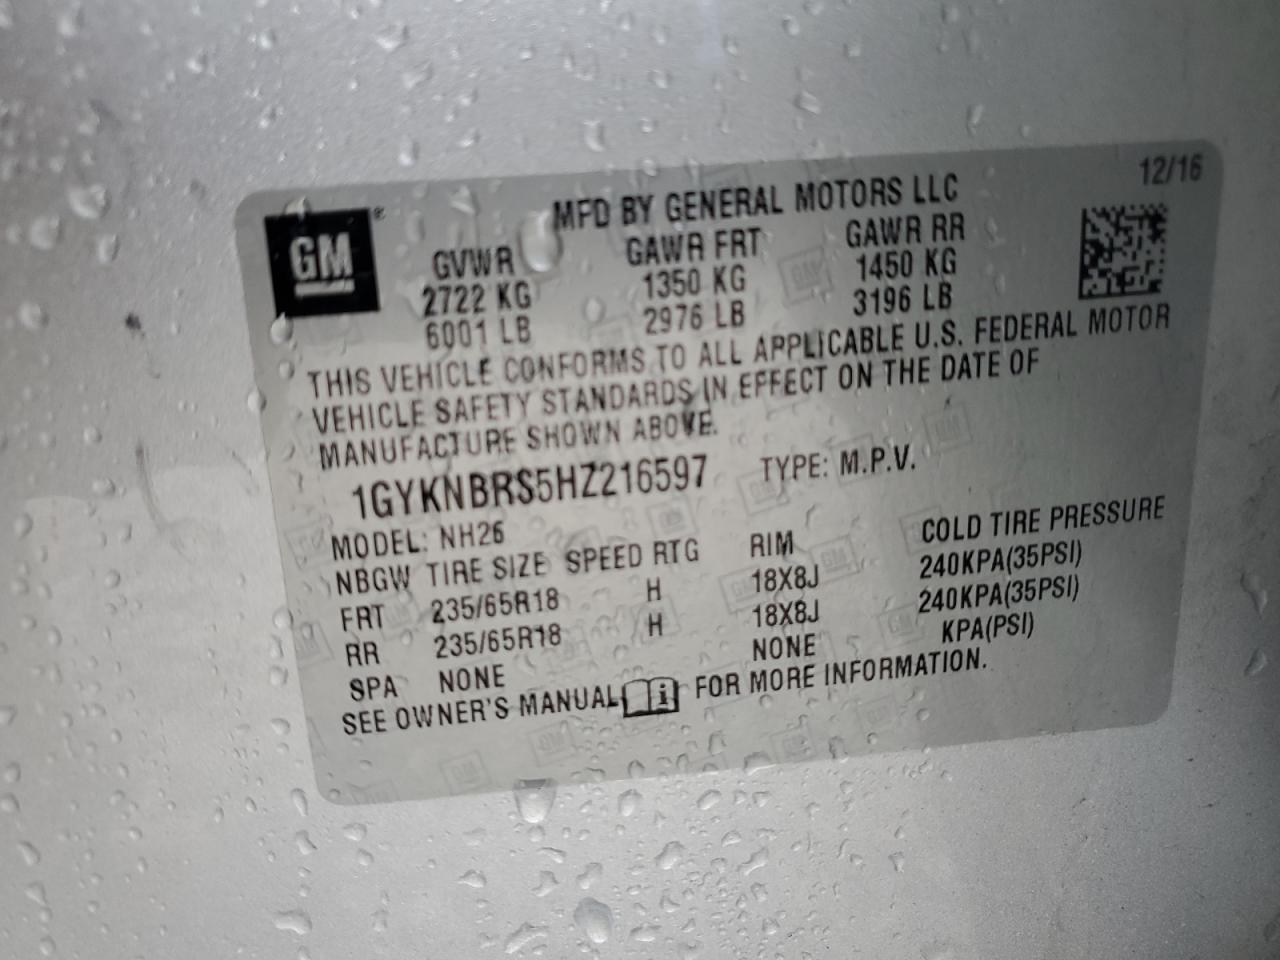 12/16
MFD BY GENERAL MOTORS LLC
GM®
GVWR GAWR FRT GAWR RR
2722 KG 1350 KG 1450 KG
6001 LB 2976 LB 3196 LB
THIS VEHICLE CONFORMS TO ALL APPLICABLE U.S. FEDERAL MOTOR
VEHICLE SAFETY STANDARDS IN EFFECT ON THE DATE OF
MANUFACTURE SHOWN ABOVE.
1GYKNBRS5HZ216597 TYPE: M.P.V.
MODEL: NH26
NBGW TIRE SIZE SPEED RTG RIM COLD TIRE PRESSURE
FRT 235/65R18 H 18X8J 240KPA(35PSI)
RR 235/65R18 H 18X8J 240KPA(35PSI)
SPA NONE NONE KPA(PSI)
SEE OWNER'S MANUAL i FOR MORE INFORMATION.